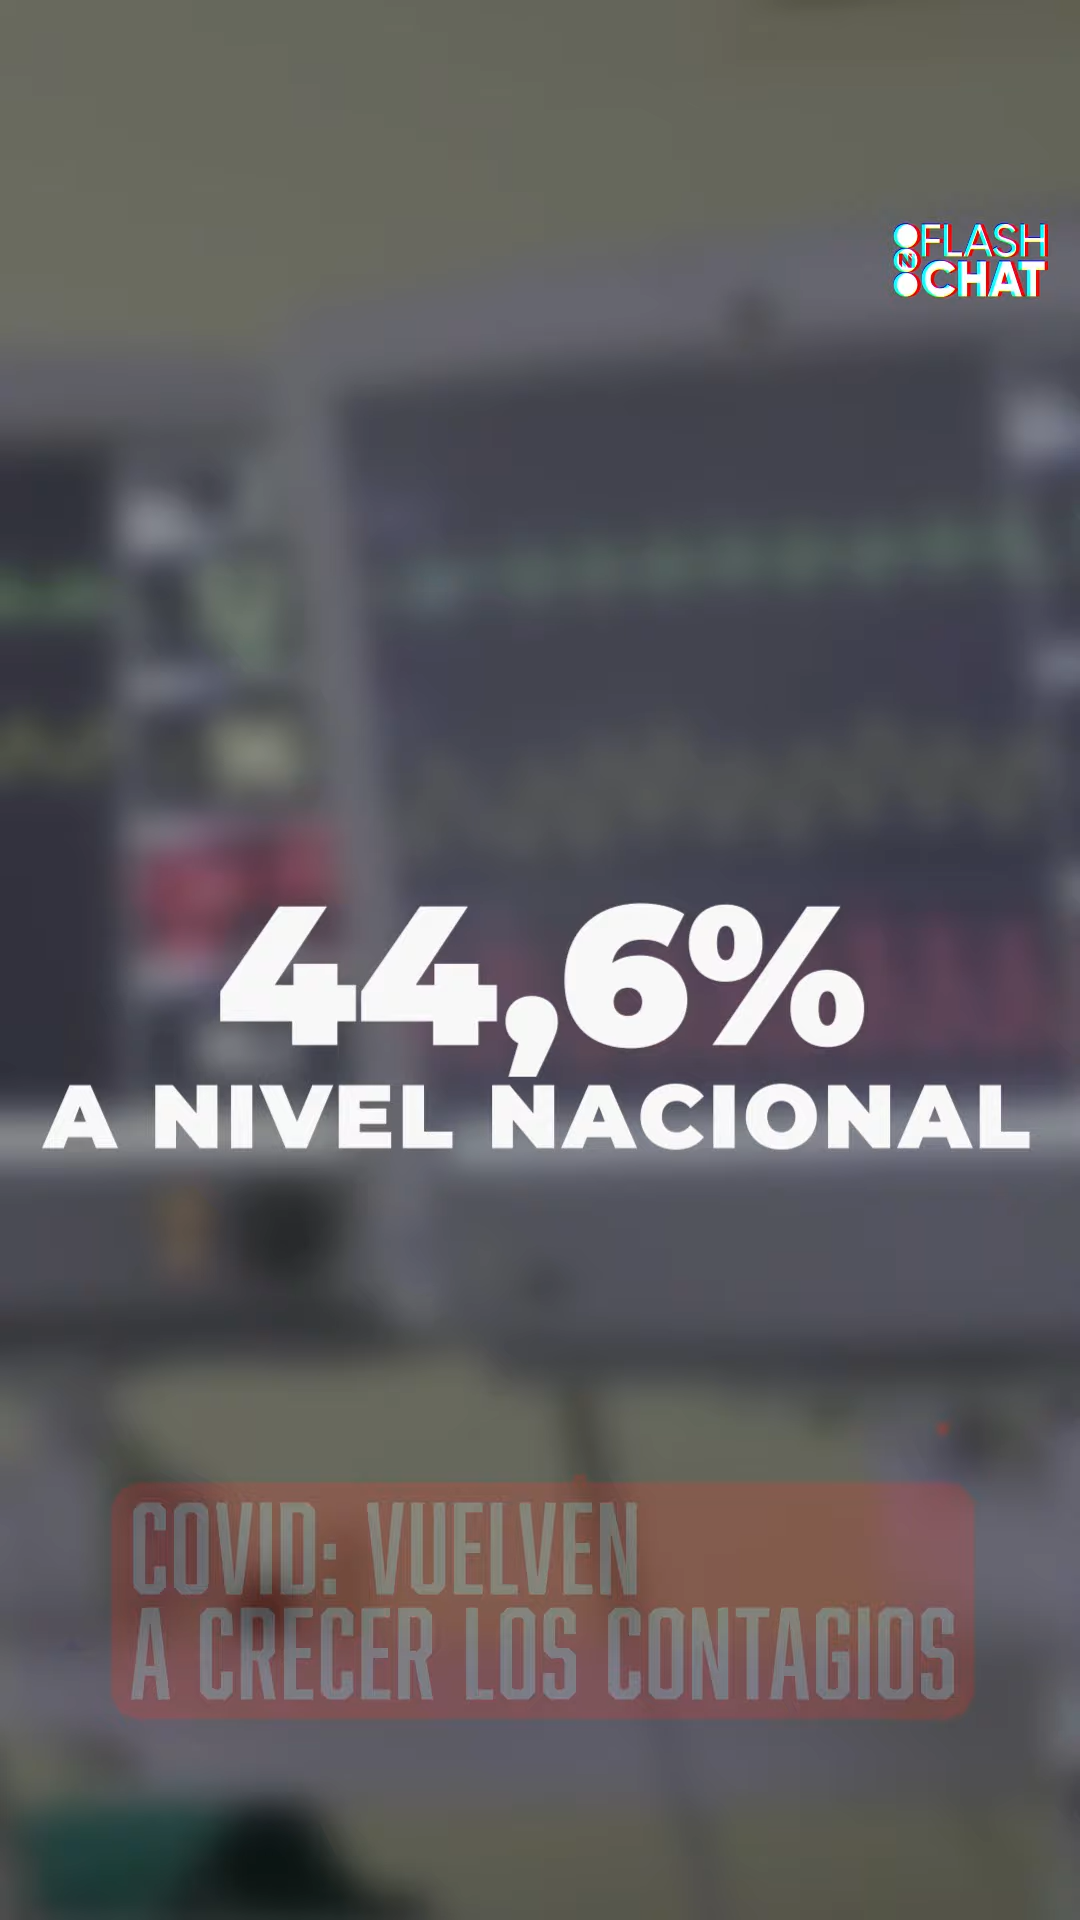 FLASH
CHAT
44,6%
A NIVEL NACIONAL
COVID: VUELVEN
A CRECER LOS CONTAGIOS